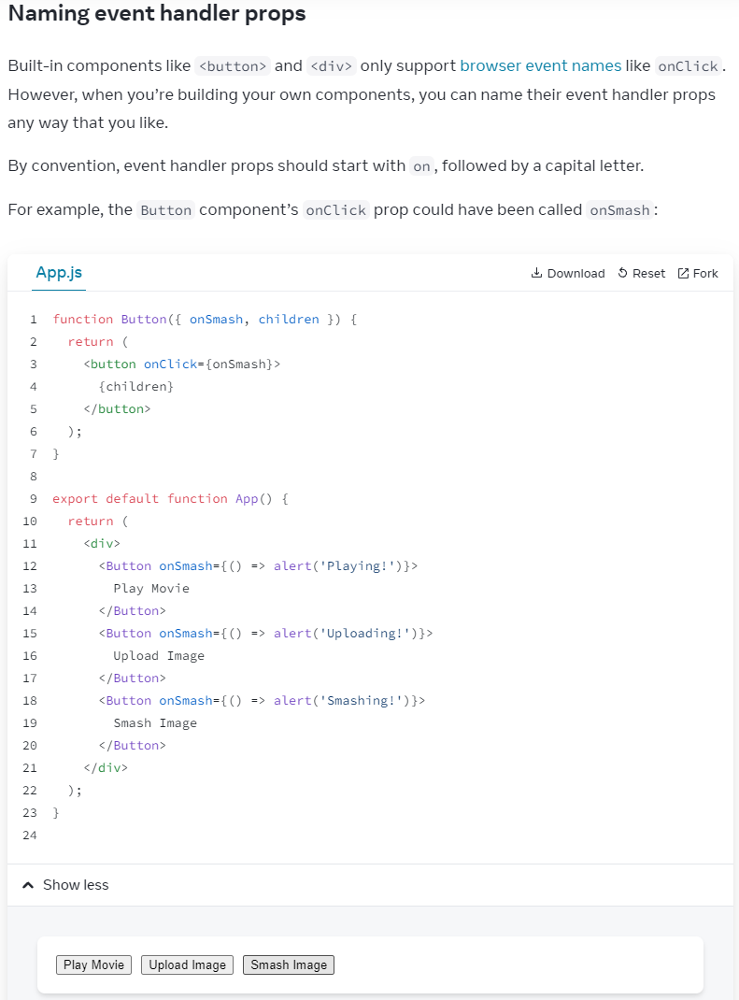 Naming event handler props
Built-in components like <button> and <div> only support browser event names like onClick.
However, when you’re building your own components, you can name their event handler props
any way that you like.
By convention, event handler props should start with on, followed by a capital letter.
For example, the Button component’s onClick prop could have been called onSmash:
App.js Download Reset Fork
1 function Button({ onSmash, children }) {
2   return (
3     <button onClick={onSmash}>
4       {children}
5     </button>
6   );
7 }
8
9 export default function App() {
10   return (
11     <div>
12       <Button onSmash={() => alert('Playing!')}>
13         Play Movie
14       </Button>
15       <Button onSmash={() => alert('Uploading!')}>
16         Upload Image
17       </Button>
18       <Button onSmash={() => alert('Smashing!')}>
19         Smash Image
20       </Button>
21     </div>
22   );
23 }
24
Show less
Play Movie Upload Image Smash Image